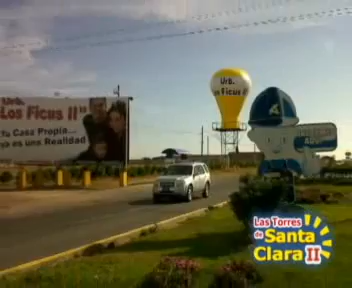 Urb.
"Los Ficus II"
Tu Casa Propia...
ya es una Realidad
Urb.
Los Ficus II
Las Torres
de Santa
Clara II